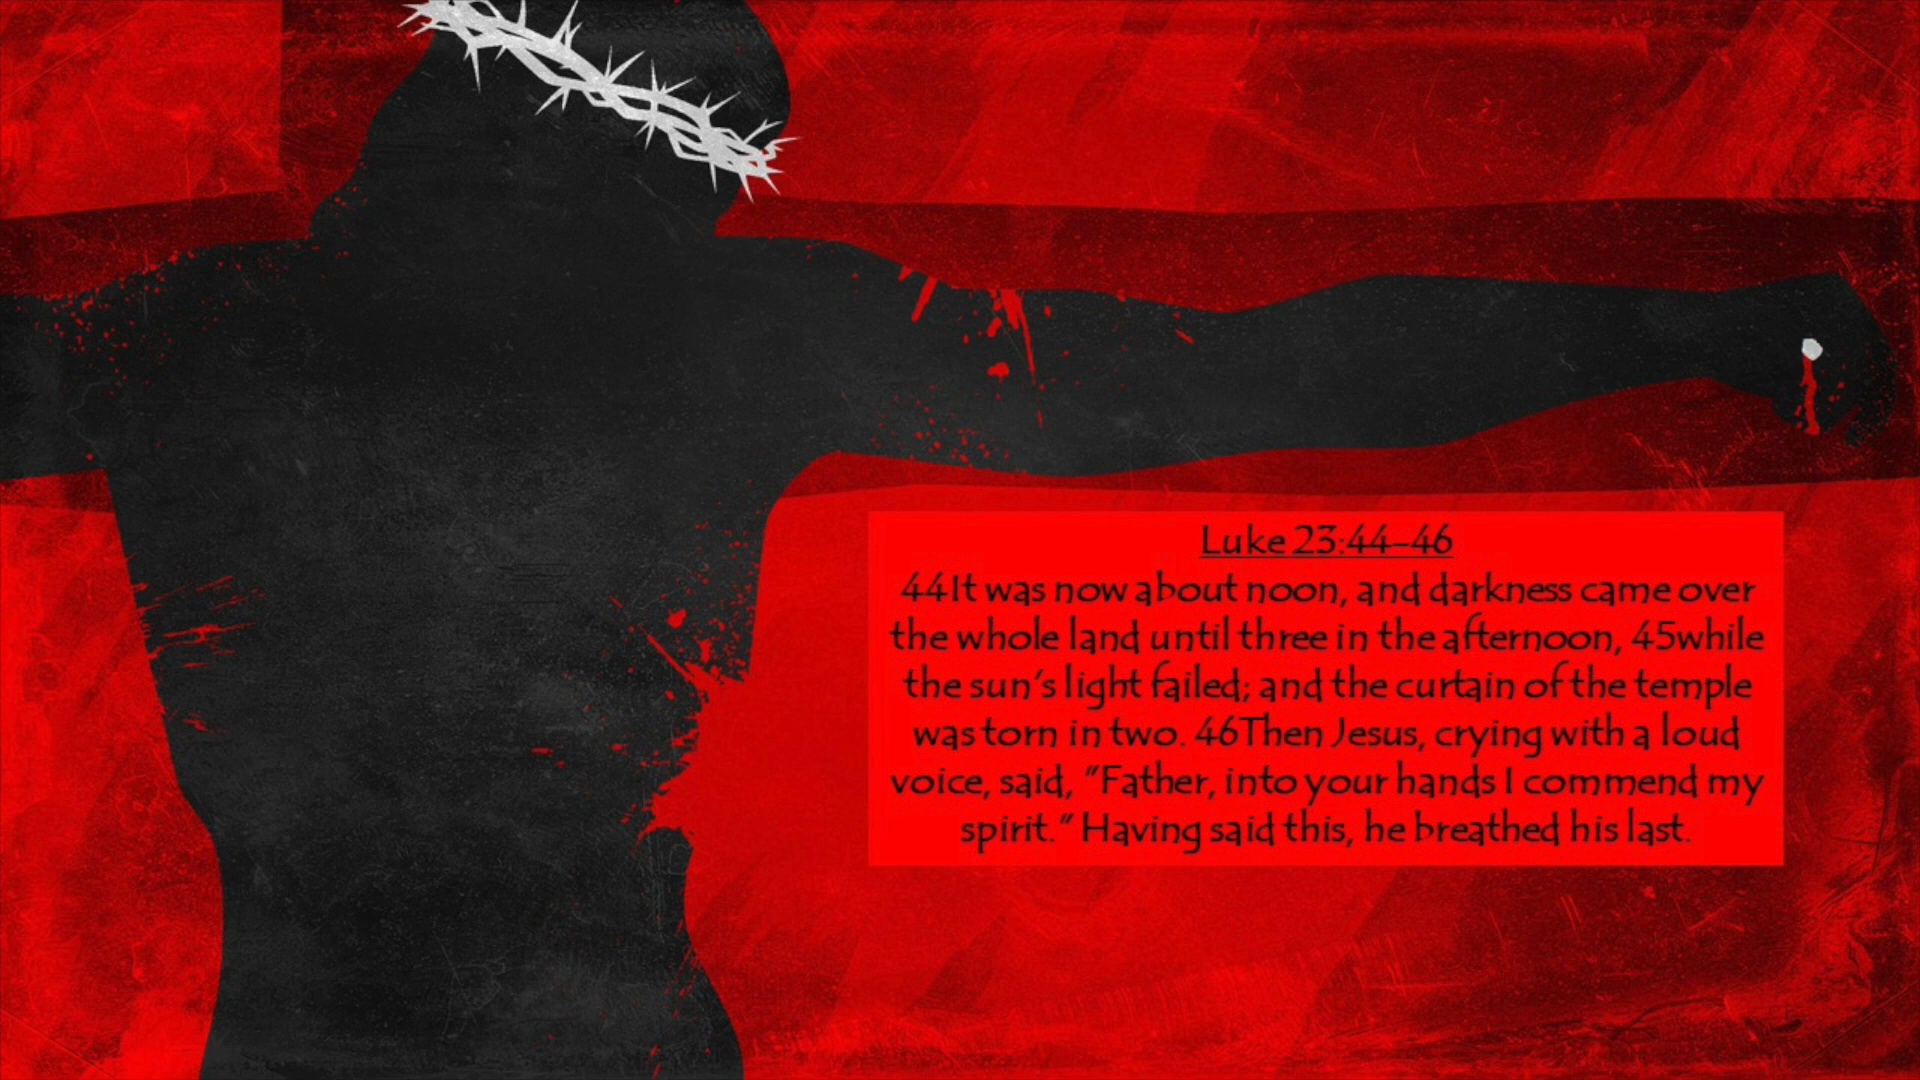 Luke 23:44–46
44It was now about noon, and darkness came over
the whole land until three in the afternoon, 45while
the sun's light failed; and the curtain of the temple
was torn in two. 46Then Jesus, crying with a loud
voice, said, "Father, into your hands I commend my
spirit." Having said this, he breathed his last.